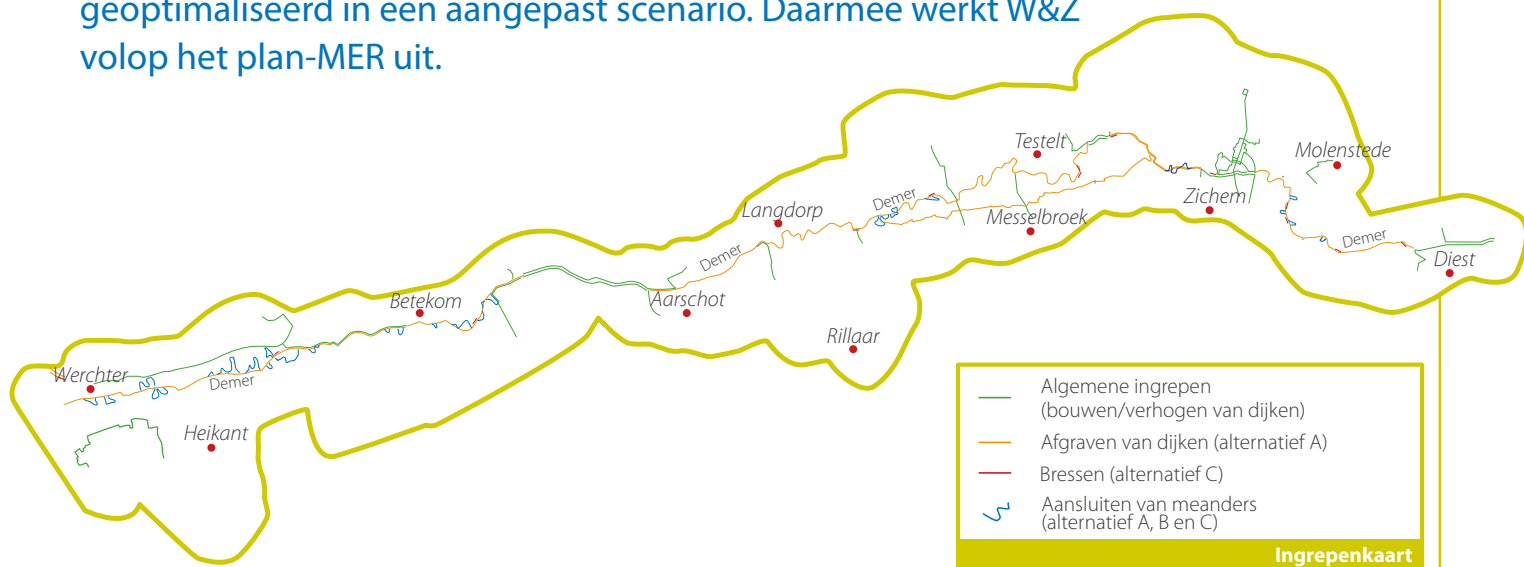 geoptimaliseerd in een aangepast scenario. Daarmee werkt W&Z
volop het plan-MER uit.
Testelt
Molenstede
Demer
Zichem
Langdorp
Messelbroek
Demer
Demer
Diest
Betekom
Aarschot
Rillaar
Werchter
Demer
Heikant
Algemene ingrepen
(bouwen/verhogen van dijken)
Afgraven van dijken (alternatief A)
Bressen (alternatief C)
Aansluiten van meanders
(alternatief A, B en C)
Ingrepenkaart